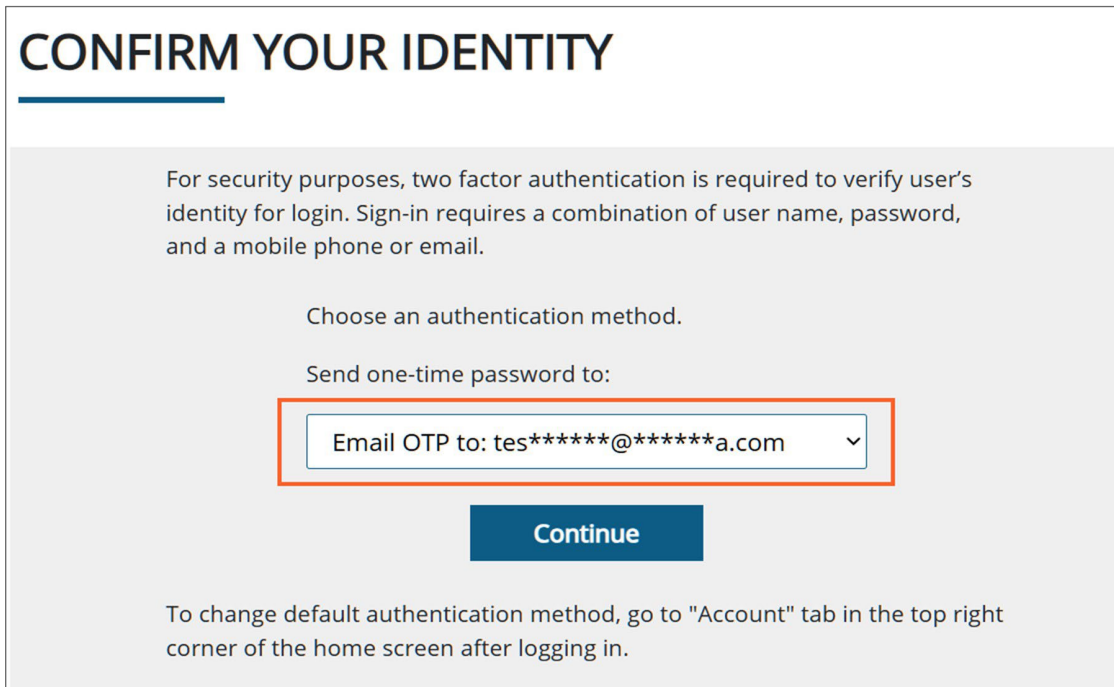 CONFIRM YOUR IDENTITY
For security purposes, two factor authentication is required to verify user’s
identity for login. Sign-in requires a combination of user name, password,
and a mobile phone or email.
Choose an authentication method.
Send one-time password to:
Email OTP to: tes******@******a.com
Continue
To change default authentication method, go to "Account" tab in the top right
corner of the home screen after logging in.